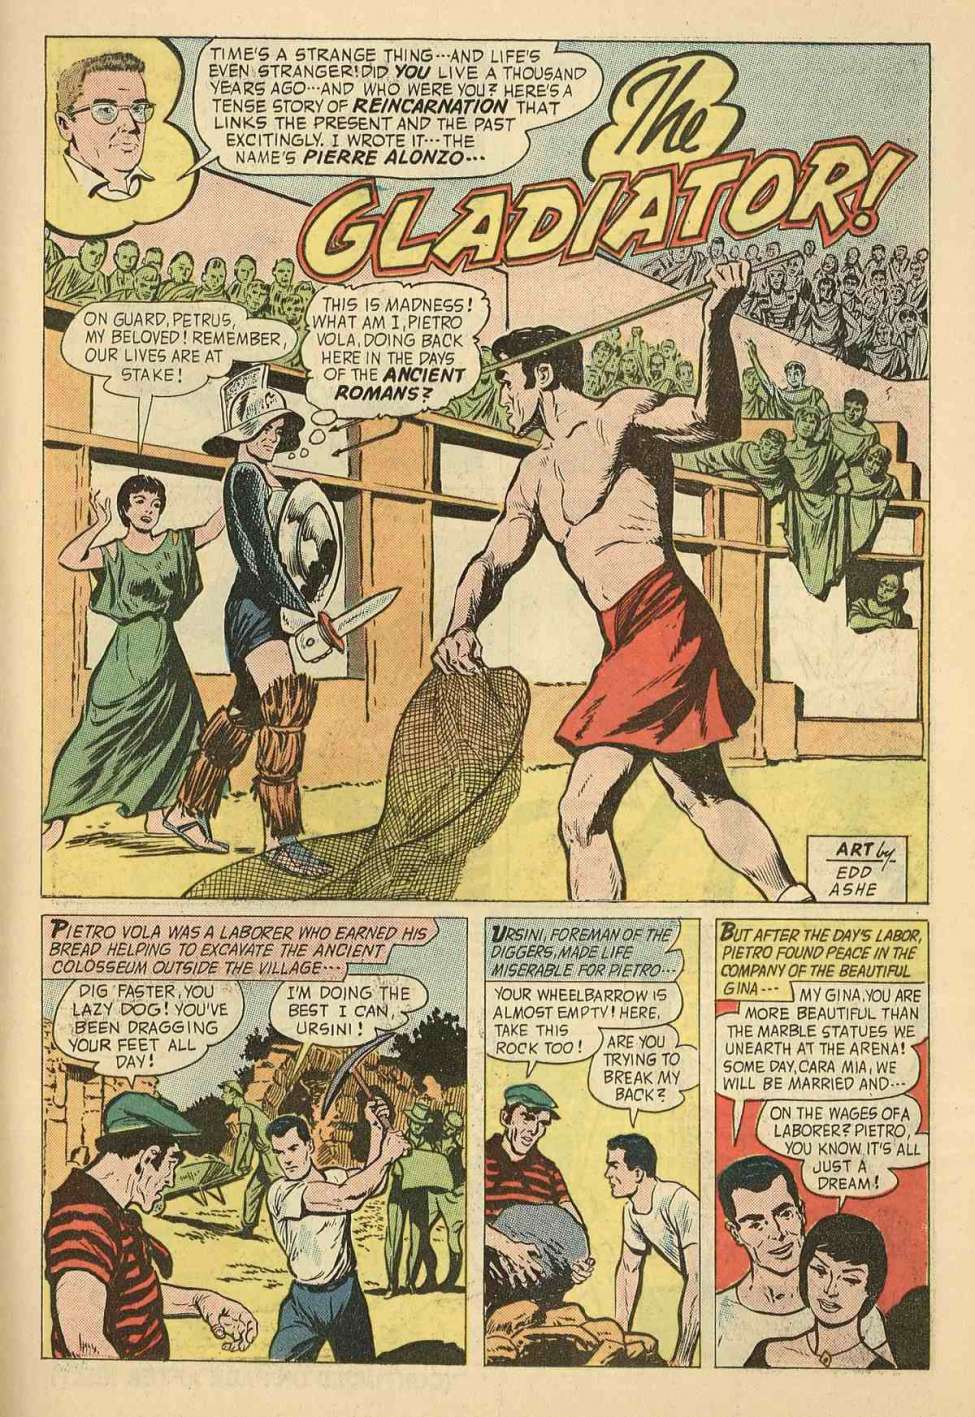 TIME'S A STRANGE THING---AND LIFE'S
EVEN STRANGER! DID YOU LIVE A THOUSAND
YEARS AGO---AND WHO WERE YOU? HERE'S A
TENSE STORY OF REINCARNATION THAT
LINKS THE PRESENT AND THE PAST
EXCITINGLY. I WROTE IT---THE
NAME'S PIERRE ALONZO---
The
GLADIATOR!
ON GUARD, PETRUS,
MY BELOVED! REMEMBER,
OUR LIVES ARE AT
STAKE!
THIS IS MADNESS!
WHAT AM I, PIETRO
VOLA, DOING BACK
HERE IN THE DAYS
OF THE ANCIENT
ROMANS?
ART by
EDD
ASHE
PIETRO VOLA WAS A LABORER WHO EARNED HIS
BREAD HELPING TO EXCAVATE THE ANCIENT
COLOSSEUM OUTSIDE THE VILLAGE---
DIG FASTER, YOU
LAZY DOG! YOU'VE
BEEN DRAGGING
YOUR FEET ALL
DAY!
I'M DOING THE
BEST I CAN,
URSINI!
URSINI, FOREMAN OF THE
DIGGERS, MADE LIFE
MISERABLE FOR PIETRO---
YOUR WHEELBARROW IS
ALMOST EMPTY! HERE,
TAKE THIS
ROCK TOO!
ARE YOU
TRYING TO
BREAK MY
BACK?
BUT AFTER THE DAY'S LABOR,
PIETRO FOUND PEACE IN THE
COMPANY OF THE BEAUTIFUL
GINA---
MY GINA, YOU ARE
MORE BEAUTIFUL THAN
THE MARBLE STATUES WE
UNEARTH AT THE ARENA!
SOME DAY, CARA MIA, WE
WILL BE MARRIED AND---
ON THE WAGES OF A
LABORER? PIETRO,
YOU KNOW IT'S ALL
JUST A
DREAM!